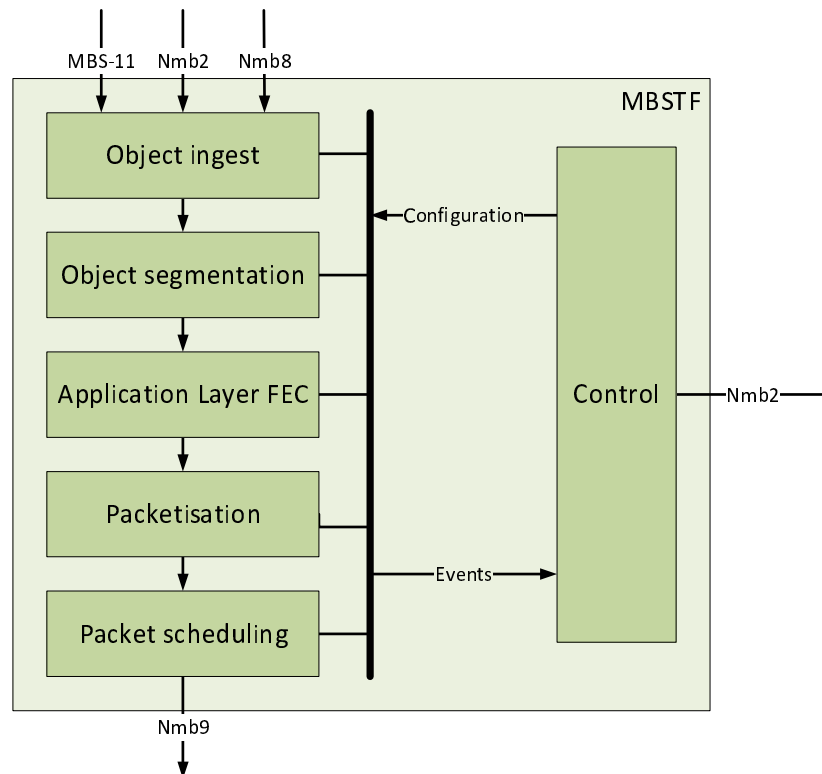 MBS-11
Nmb2
Nmb8
MBSTF
Object ingest
Configuration
Object segmentation
Application Layer FEC
Control
Nmb2
Packetisation
Events
Packet scheduling
Nmb9